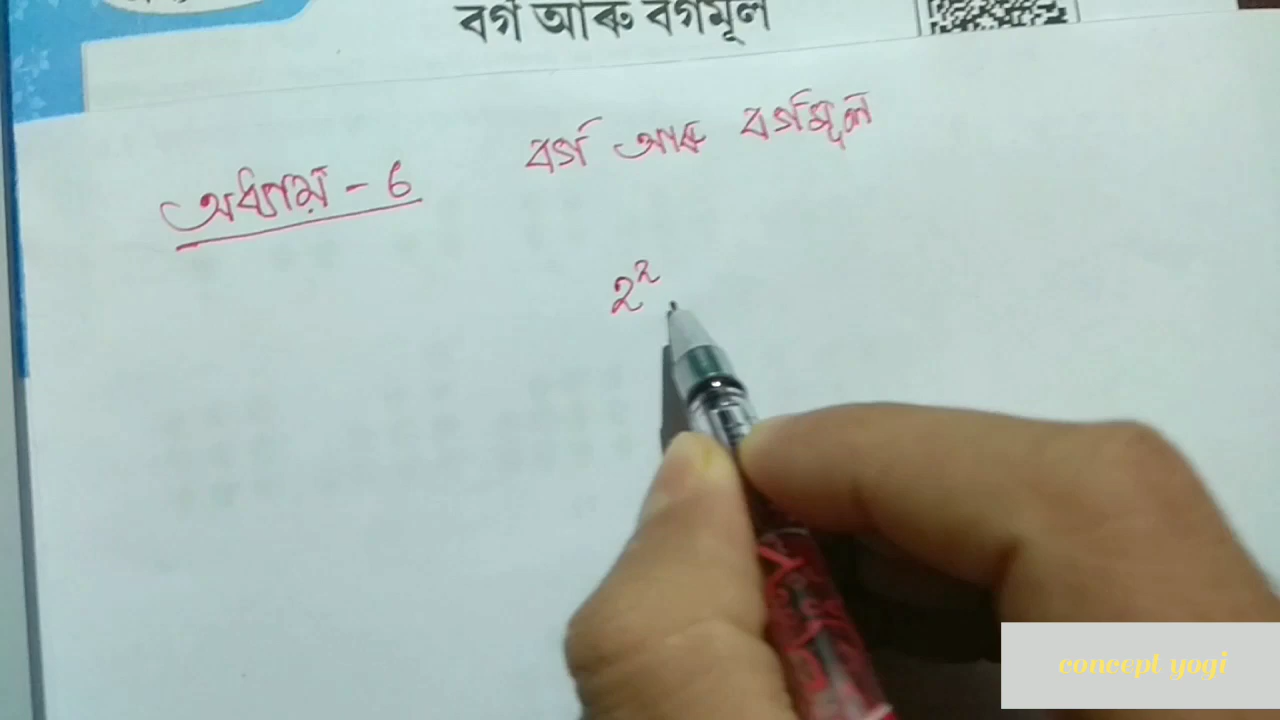 বৰ্গ আৰু বৰ্গমূল
বৰ্গ আৰু বৰ্গমূল
অধ্যায় - 6
2²
concept yogi